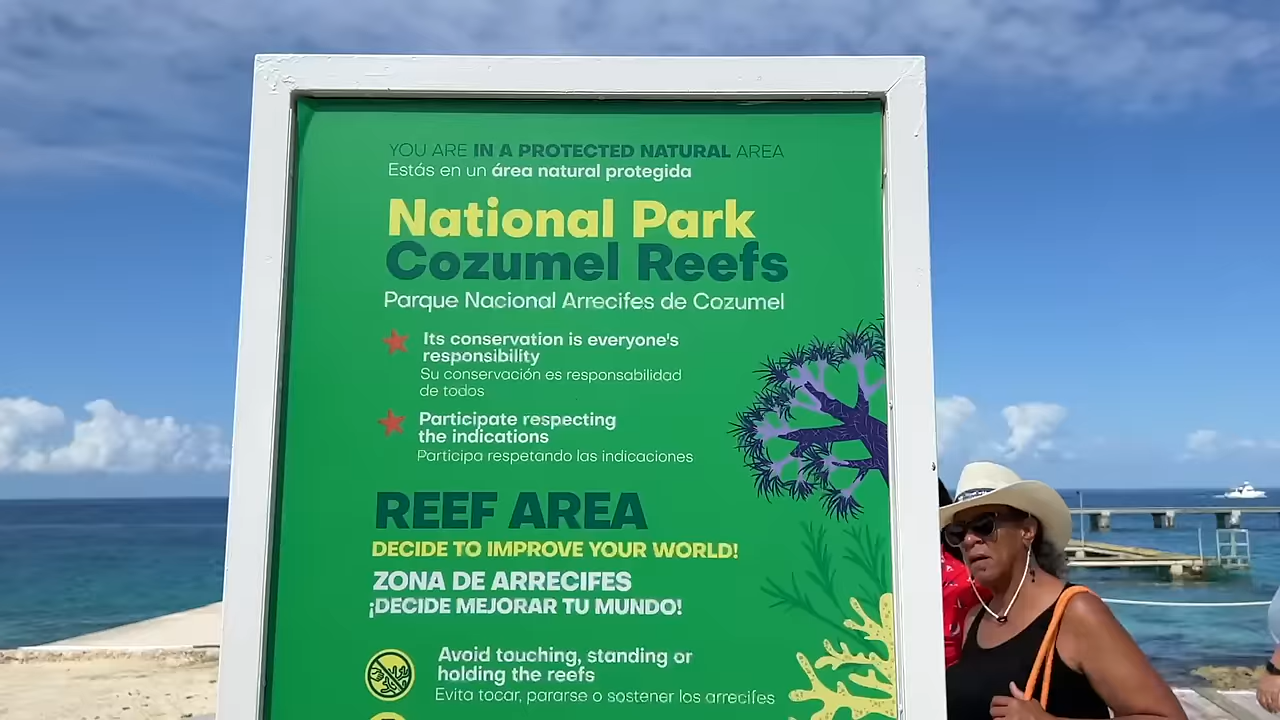 YOU ARE IN A PROTECTED NATURAL AREA
Estás en un área natural protegida
National Park
Cozumel Reefs
Parque Nacional Arrecifes de Cozumel
Its conservation is everyone's
responsibility
Su conservación es responsabilidad
de todos
Participate respecting
the indications
Participa respetando las indicaciones
REEF AREA
DECIDE TO IMPROVE YOUR WORLD!
ZONA DE ARRECIFES
¡DECIDE MEJORAR TU MUNDO!
Avoid touching, standing or
holding the reefs
Evita tocar, pararse o sostener los arrecifes